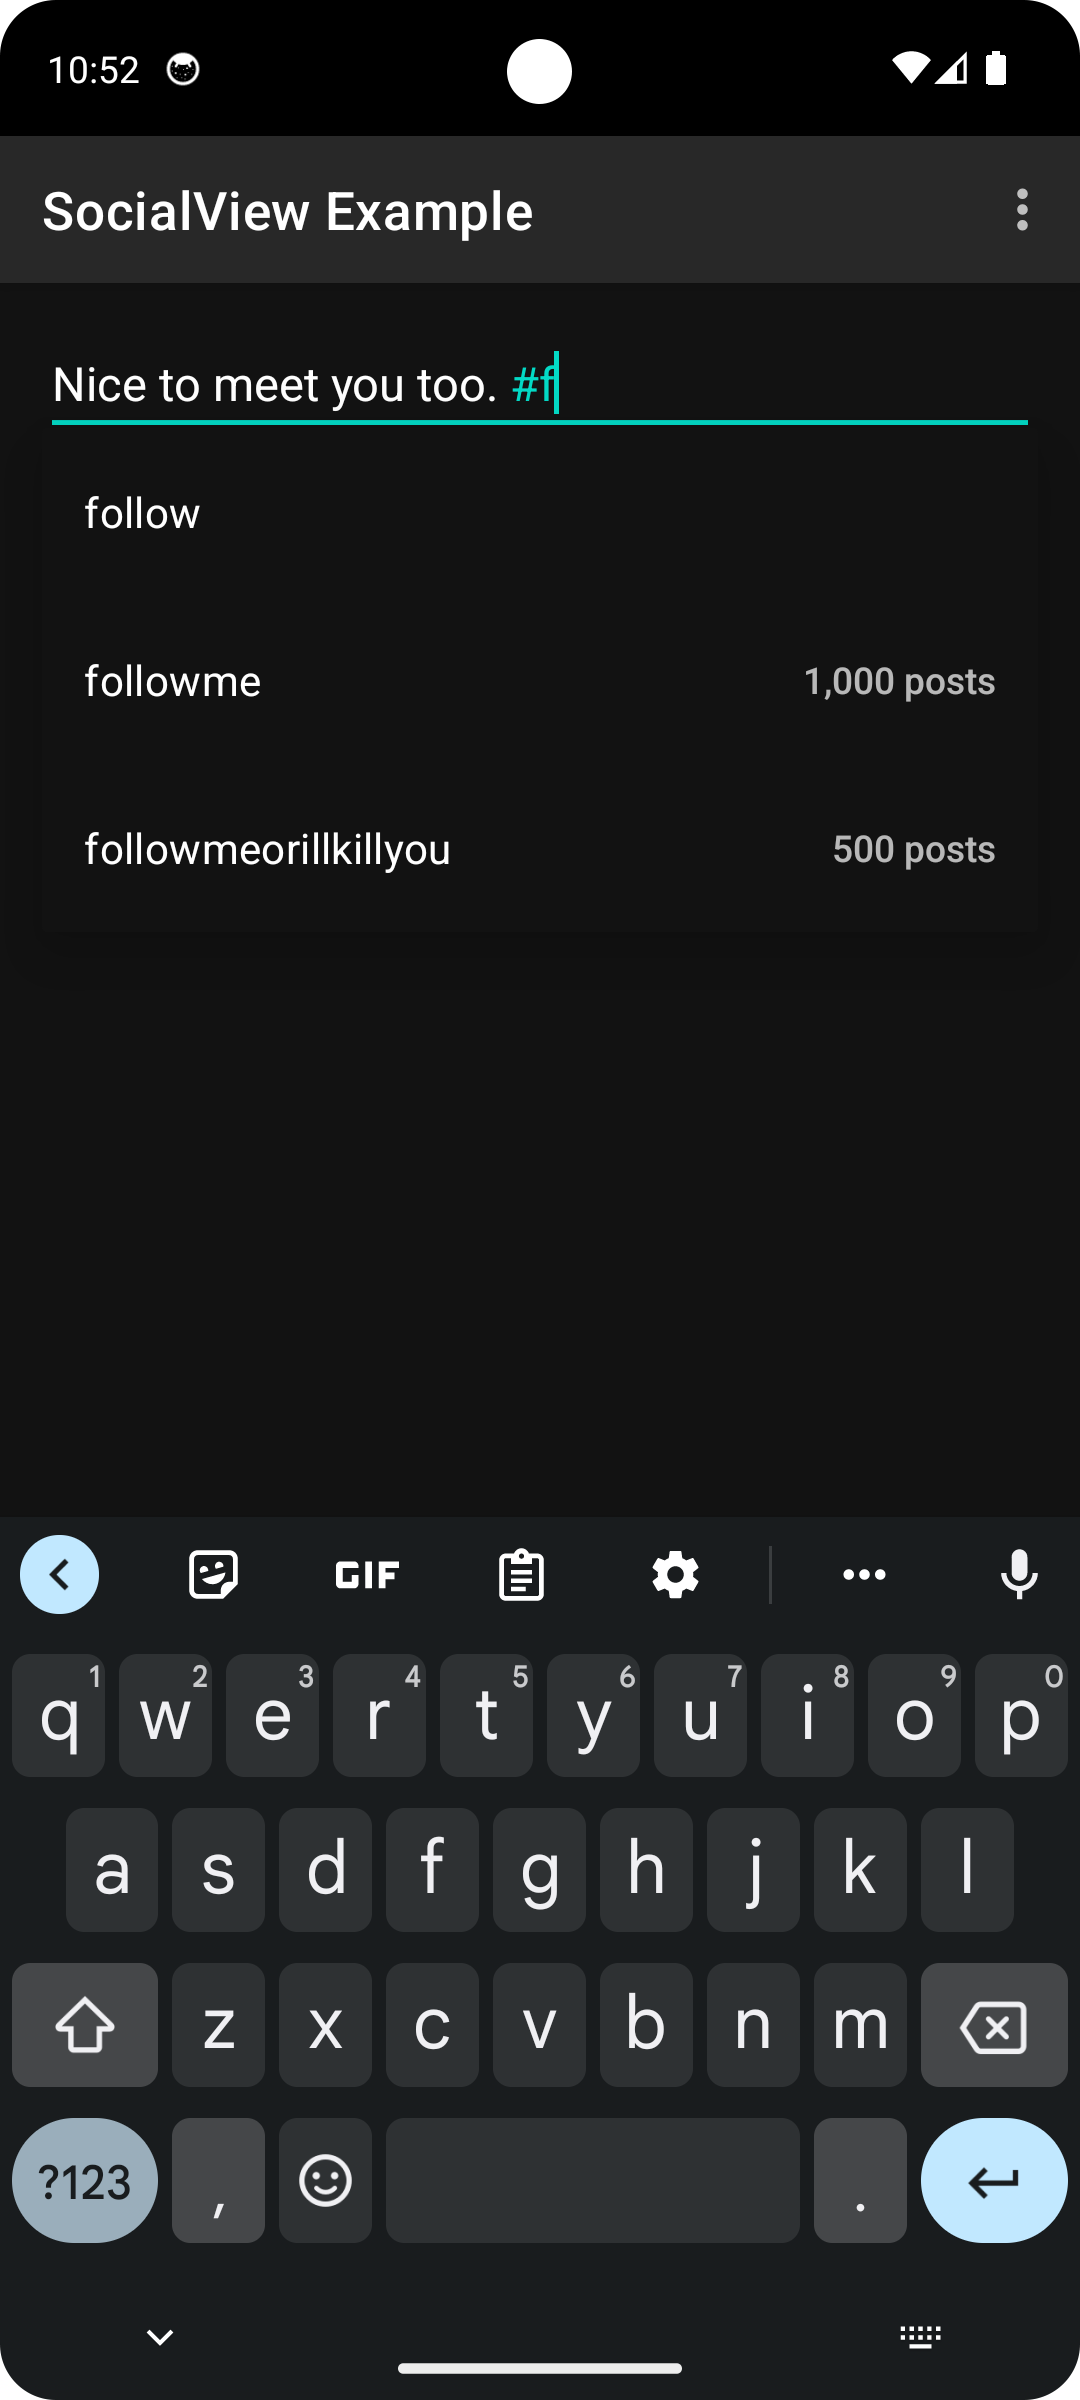 10:52
SocialView Example
Nice to meet you too. #f
follow
followme 1,000 posts
followmeorillkillyou 500 posts
GIF
q 1 w 2 e 3 r 4 t 5 y 6 u 7 i 8 o 9 p 0
a s d f g h j k l
z x c v b n m
?123 , .